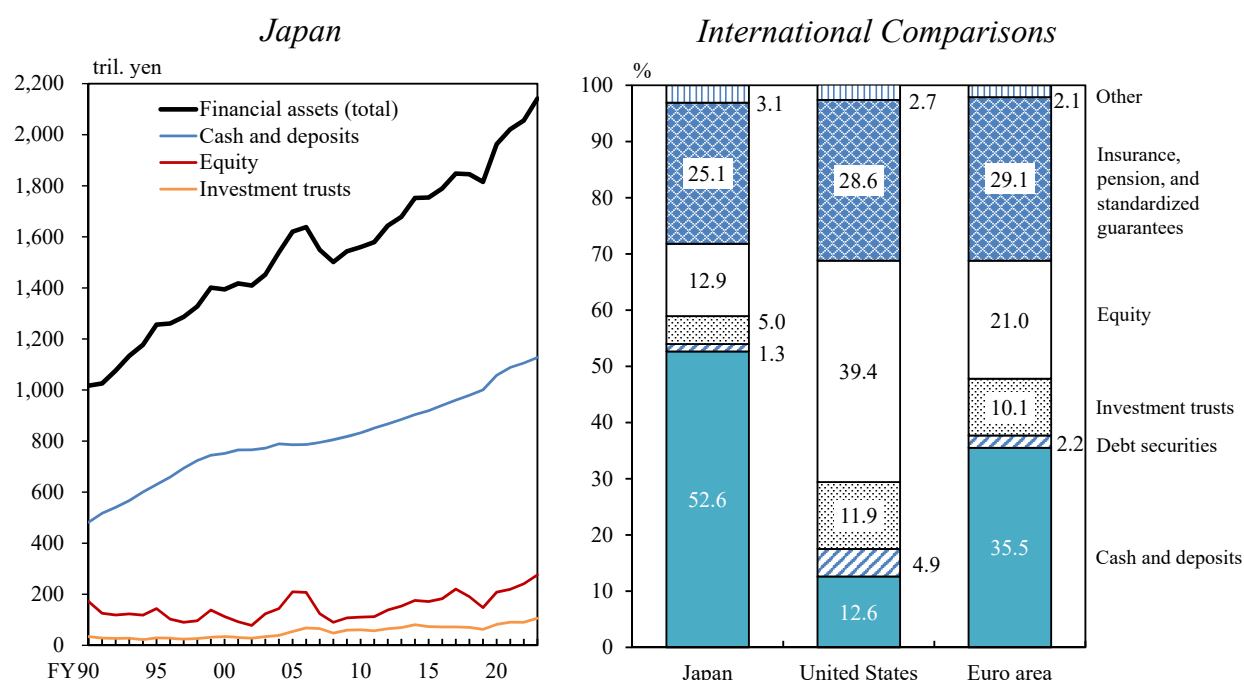 Japan
tril. yen
2,200
2,000
1,800
1,600
1,400
1,200
1,000
800
600
400
200
0
Financial assets (total)
Cash and deposits
Equity
Investment trusts
FY90
95
00
05
10
15
20
International Comparisons
%
100
90
80
70
60
50
40
30
20
10
0
3.1
25.1
12.9
5.0
1.3
52.6
2.7
28.6
39.4
11.9
4.9
12.6
2.1
29.1
21.0
10.1
2.2
35.5
Other
Insurance,
pension, and
standardized
guarantees
Equity
Investment trusts
Debt securities
Cash and deposits
Japan
United States
Euro area